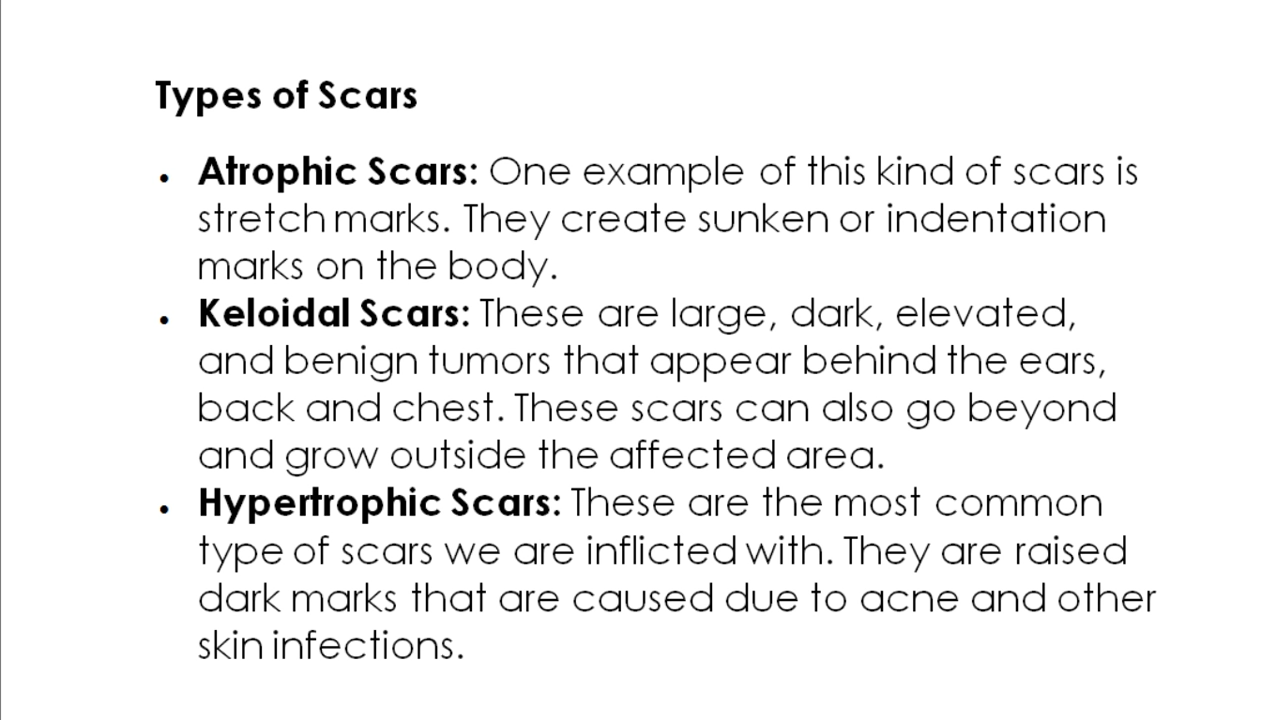 Types of Scars
• Atrophic Scars: One example of this kind of scars is
stretch marks. They create sunken or indentation
marks on the body.
• Keloidal Scars: These are large, dark, elevated,
and benign tumors that appear behind the ears,
back and chest. These scars can also go beyond
and grow outside the affected area.
• Hypertrophic Scars: These are the most common
type of scars we are inflicted with. They are raised
dark marks that are caused due to acne and other
skin infections.